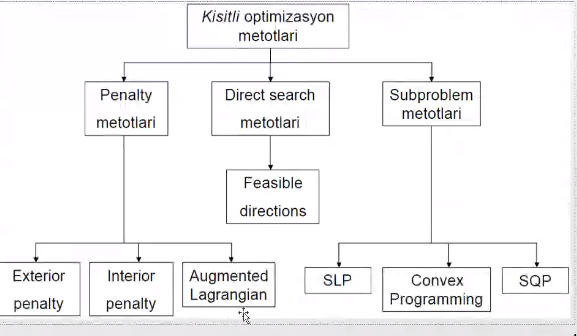 Kisitli optimizasyon
metotlari
Penalty
metotlari
Direct search
metotlari
Subproblem
metotlari
Feasible
directions
Exterior
penalty
Interior
penalty
Augmented
Lagrangian
SLP
Convex
Programming
SQP